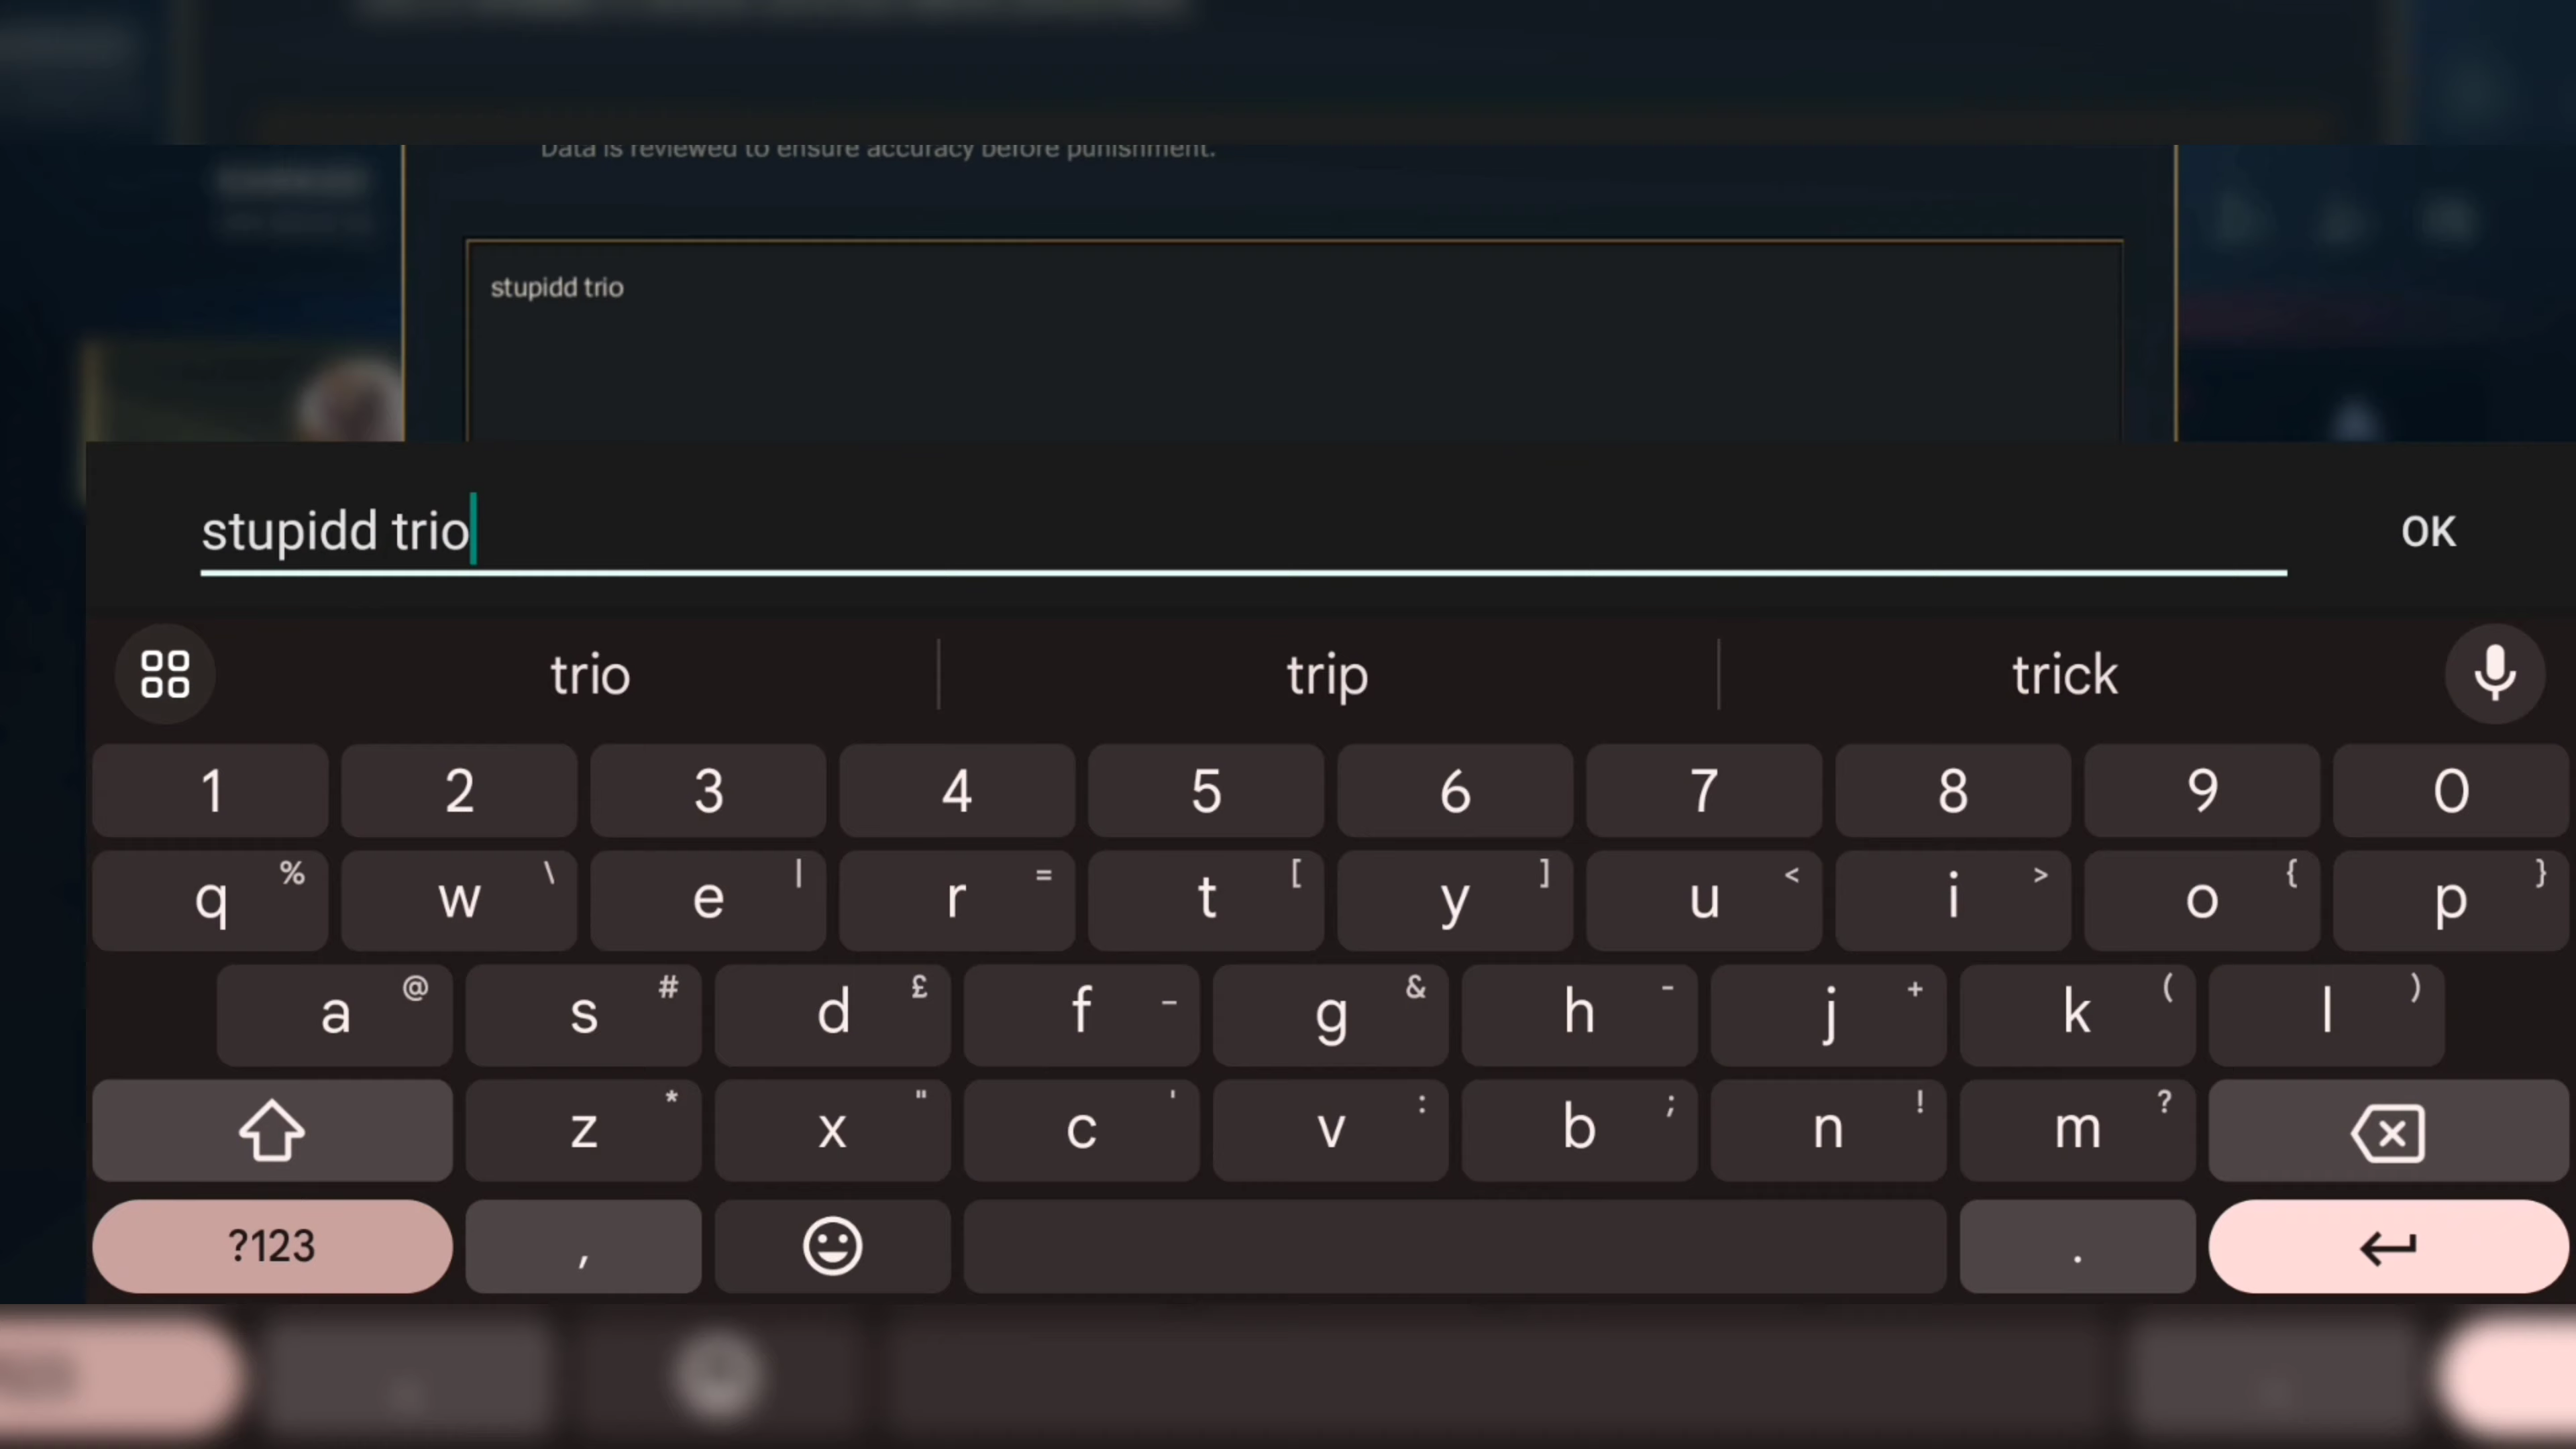 Data is reviewed to ensure accuracy before punishment.
stupidd trio
stupidd trio OK
trio trip trick
1 2 3 4 5 6 7 8 9 0
q % w \ e | r = t [ y ] u < i > o { p }
a @ s # d £ f _ g & h - j + k ( l )
z * x " c ' v : b ; n ! m ?
?123 , .